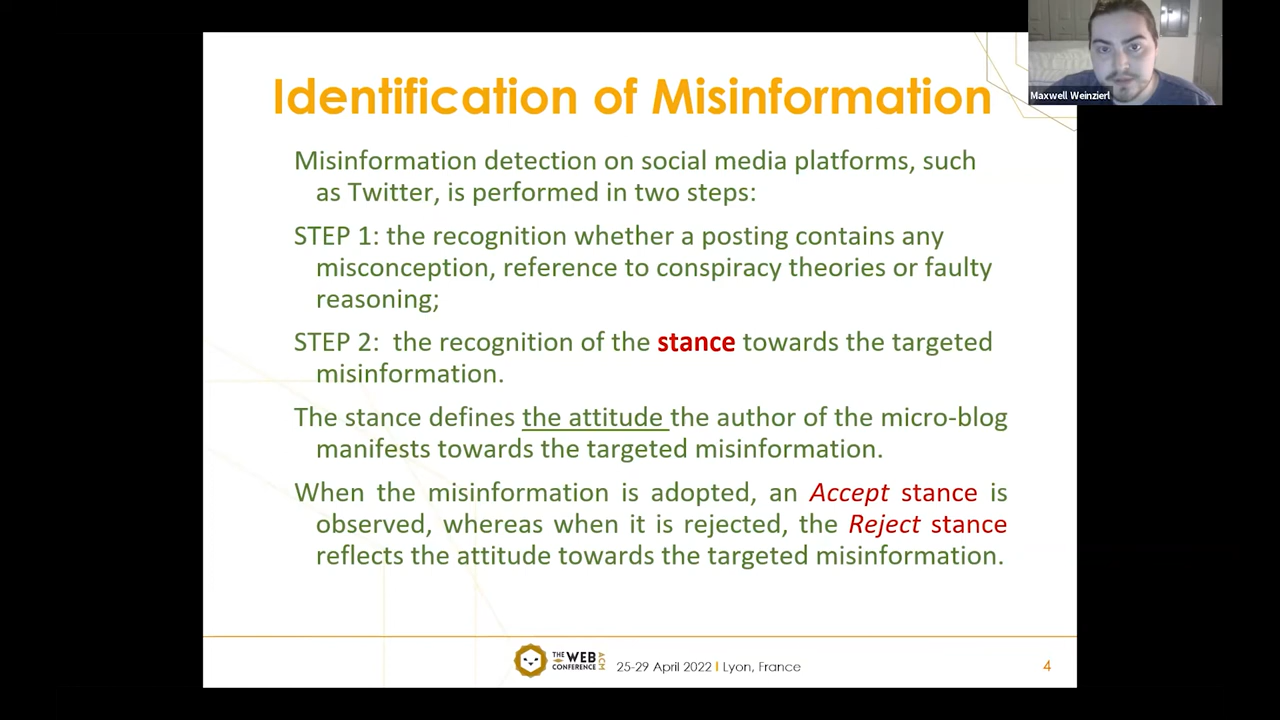 Maxwell Weinzierl
Identification of Misinformation
Misinformation detection on social media platforms, such
as Twitter, is performed in two steps:
STEP 1: the recognition whether a posting contains any
misconception, reference to conspiracy theories or faulty
reasoning;
STEP 2:  the recognition of the stance towards the targeted
misinformation.
The stance defines the attitude the author of the micro-blog
manifests towards the targeted misinformation.
When the misinformation is adopted, an Accept stance is
observed, whereas when it is rejected, the Reject stance
reflects the attitude towards the targeted misinformation.
THE WEB CONFERENCE ACM
25-29 April 2022 I Lyon, France
4